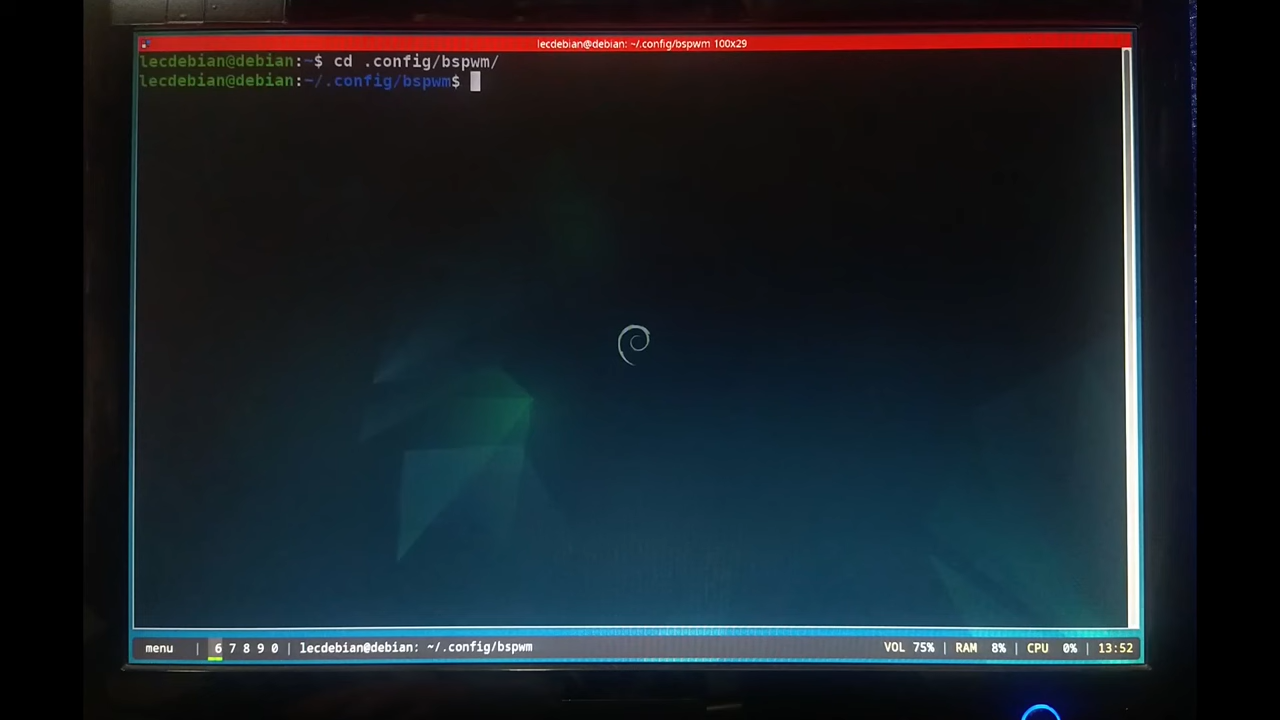 lecdebian@debian: ~/.config/bspwm 100x29
lecdebian@debian:~$ cd .config/bspwm/
lecdebian@debian:~/.config/bspwm$
menu | 6 7 8 9 0 | lecdebian@debian: ~/.config/bspwm VOL 75% | RAM 8% | CPU 0% | 13:52